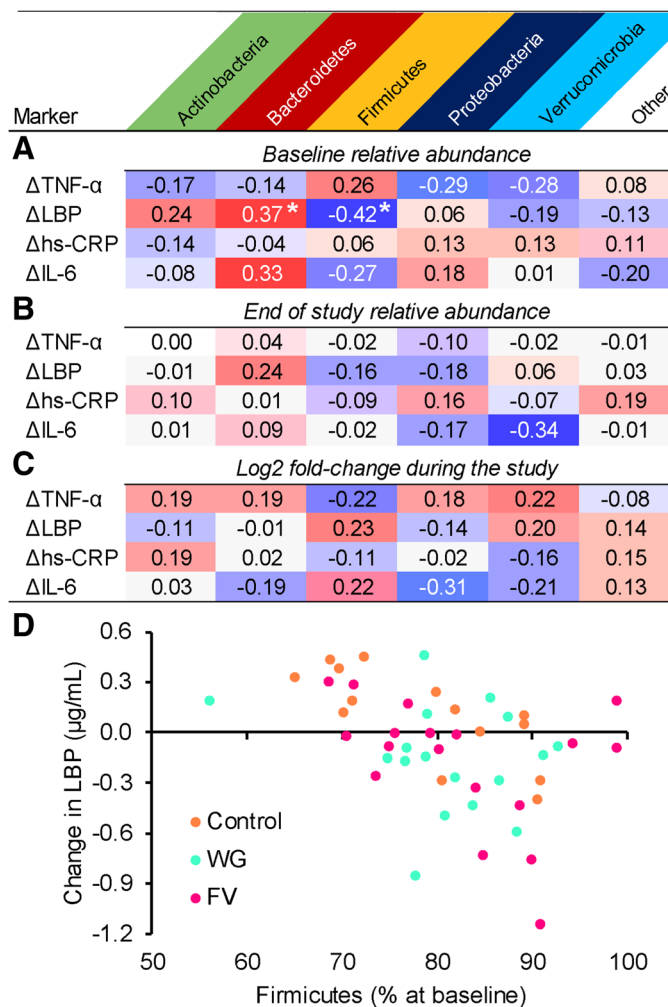 Marker Actinobacteria Bacteroidetes Firmicutes Proteobacteria Verrucomicrobia Other
A Baseline relative abundance
ΔTNF-α -0.17 -0.14 0.26 -0.29 -0.28 0.08
ΔLBP 0.24 0.37* -0.42* 0.06 -0.19 -0.13
Δhs-CRP -0.14 -0.04 0.06 0.13 0.13 0.11
ΔIL-6 -0.08 0.33 -0.27 0.18 0.01 -0.20
B End of study relative abundance
ΔTNF-α 0.00 0.04 -0.02 -0.10 -0.02 -0.01
ΔLBP -0.01 0.24 -0.16 -0.18 0.06 0.03
Δhs-CRP 0.10 0.01 -0.09 0.16 -0.07 0.19
ΔIL-6 0.01 0.09 -0.02 -0.17 -0.34 -0.01
C Log2 fold-change during the study
ΔTNF-α 0.19 0.19 -0.22 0.18 0.22 -0.08
ΔLBP -0.11 -0.01 0.23 -0.14 0.20 0.14
Δhs-CRP 0.19 0.02 -0.11 -0.02 -0.16 0.15
ΔIL-6 0.03 -0.19 0.22 -0.31 -0.21 0.13
D
Change in LBP (µg/mL)
0.6
0.3
0.0
-0.3
-0.6
-0.9
-1.2
Control
WG
FV
50 60 70 80 90 100
Firmicutes (% at baseline)